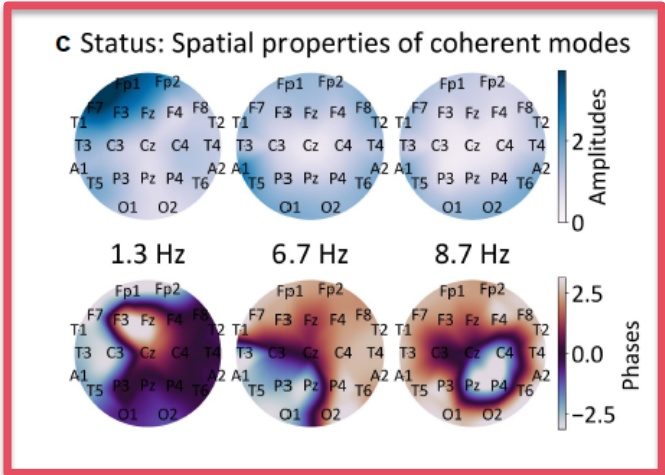 c Status: Spatial properties of coherent modes
Fp1 Fp2 Fp1 Fp2 Fp1 Fp2
F7 F3 Fz F4 F8 F7 F3 Fz F4 F8 F7 F3 Fz F4 F8
T1 T2 T1 T2 T1 T2
T3 C3 Cz C4 T4 T3 C3 Cz C4 T4 T3 C3 Cz C4 T4
A1 A2 A1 A2 A1 A2
T5 P3 Pz P4 T6 T5 P3 Pz P4 T6 T5 P3 Pz P4 T6
O1 O2 O1 O2 O1 O2
2
0
Amplitudes
1.3 Hz 6.7 Hz 8.7 Hz
Fp1 Fp2 Fp1 Fp2 Fp1 Fp2
F7 F3 Fz F4 F8 F7 F3 Fz F4 F8 F7 F3 Fz F4 F8
T1 T2 T1 T2 T1 T2
T3 C3 Cz C4 T4 T3 C3 Cz C4 T4 T3 C3 Cz C4 T4
A1 A2 A1 A2 A1 A2
T5 P3 Pz P4 T6 T5 P3 Pz P4 T6 T5 P3 Pz P4 T6
O1 O2 O1 O2 O1 O2
2.5
0.0
−2.5
Phases